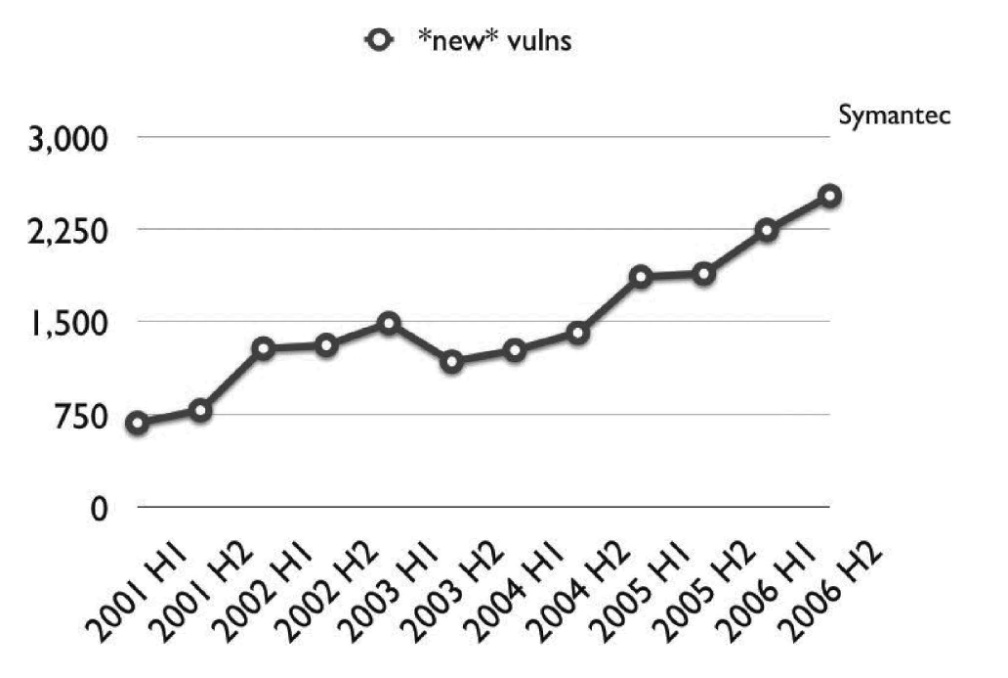 *new* vulns
Symantec
3,000
2,250
1,500
750
0
2001 H1
2001 H2
2002 H1
2002 H2
2003 H1
2003 H2
2004 H1
2004 H2
2005 H1
2005 H2
2006 H1
2006 H2